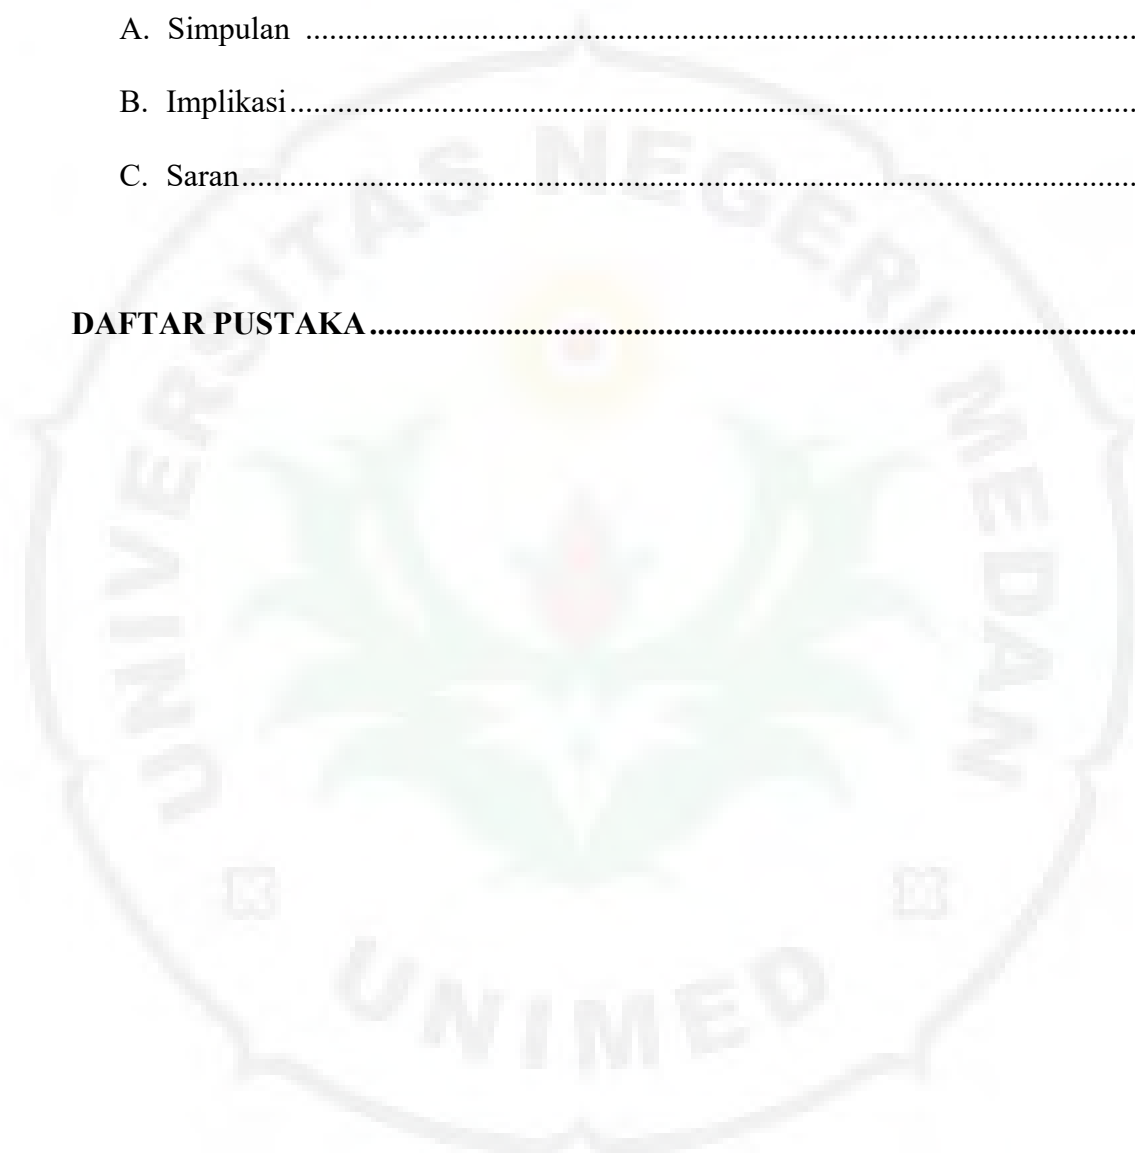 A. Simpulan ........................................................................................................
B. Implikasi.........................................................................................................
C. Saran...............................................................................................................
DAFTAR PUSTAKA................................................................................................
UNIVERSITAS NEGERI MEDAN
UNIMED